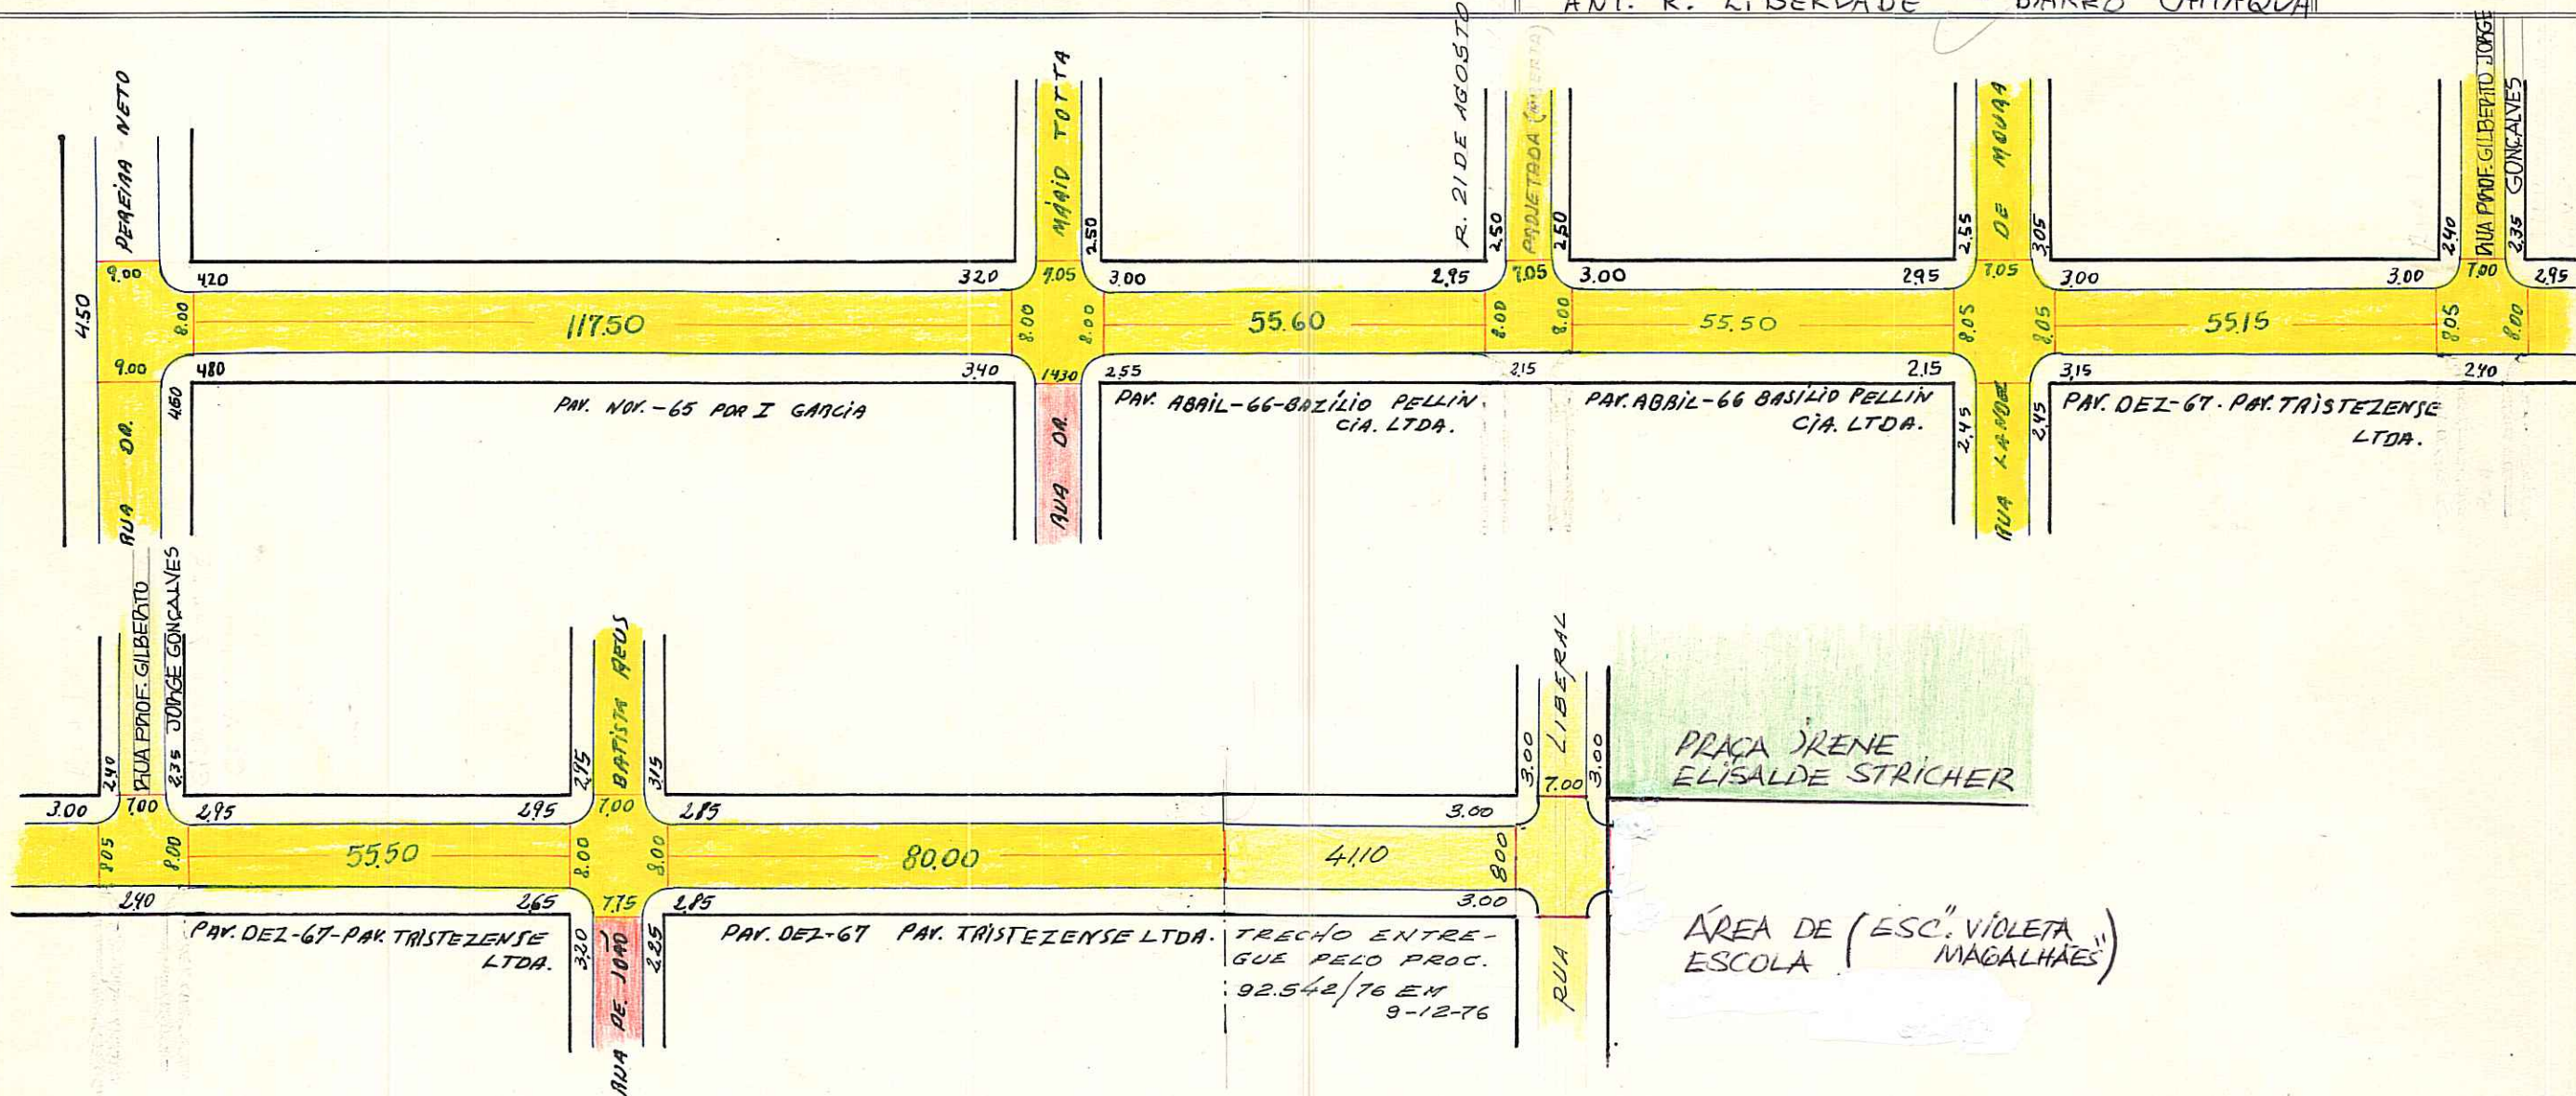 ANT. R. LIBERDADE BAIRRO
RUA DR. PEREIRA NETO
4.50
9.00
9.00
8.00
4.20
4.80
4.60
117.50
PAV. NOV.-65 POR I GARCIA
3.20
3.40
8.00
RUA DR. MÁRIO TOTTA
2.50
14.30
8.00
3.00
2.55
55.60
PAV. ABRIL-66-BAZÍLIO PELLIN
CIA. LTDA.
R. 21 DE AGOSTO
2.95
2.50
PROJETADA
7.05
2.50
8.00
8.00
2.15
3.00
55.50
PAV. ABRIL-66 BASÍLIO PELLIN
CIA. LTDA.
2.95
2.15
2.55
2.45
8.05
RUA LANDEL DE MOURA
7.05
3.05
8.05
2.45
3.00
3.15
55.15
PAV. DEZ-67-PAV. TRISTEZENSE
LTDA.
3.00
2.40
8.05
RUA PROF. GILBERTO JORGE
GONÇALVES
7.00
2.35
8.00
2.95
2.40
3.00
2.40
8.05
RUA PROF. GILBERTO
JORGE GONÇALVES
7.00
2.35
8.00
2.95
2.40
55.50
PAV. DEZ-67-PAV. TRISTEZENSE
LTDA.
2.95
2.65
2.95
8.00
3.20
RUA PE. JOÃO BATISTA REUS
7.00
7.75
3.15
8.00
2.25
2.85
2.85
80.00
PAV. DEZ-67 PAV. TRISTEZENSE LTDA.
41.10
TRECHO ENTRE-
GUE PELO PROC.
92.542/76 EM
9-12-76
3.00
3.00
8.00
3.00
RUA LIBERAL
7.00
3.00
PRAÇA IRENE
ELISALDE STRICHER
ÁREA DE (ESC. "VIOLETA
ESCOLA MAGALHÃES")